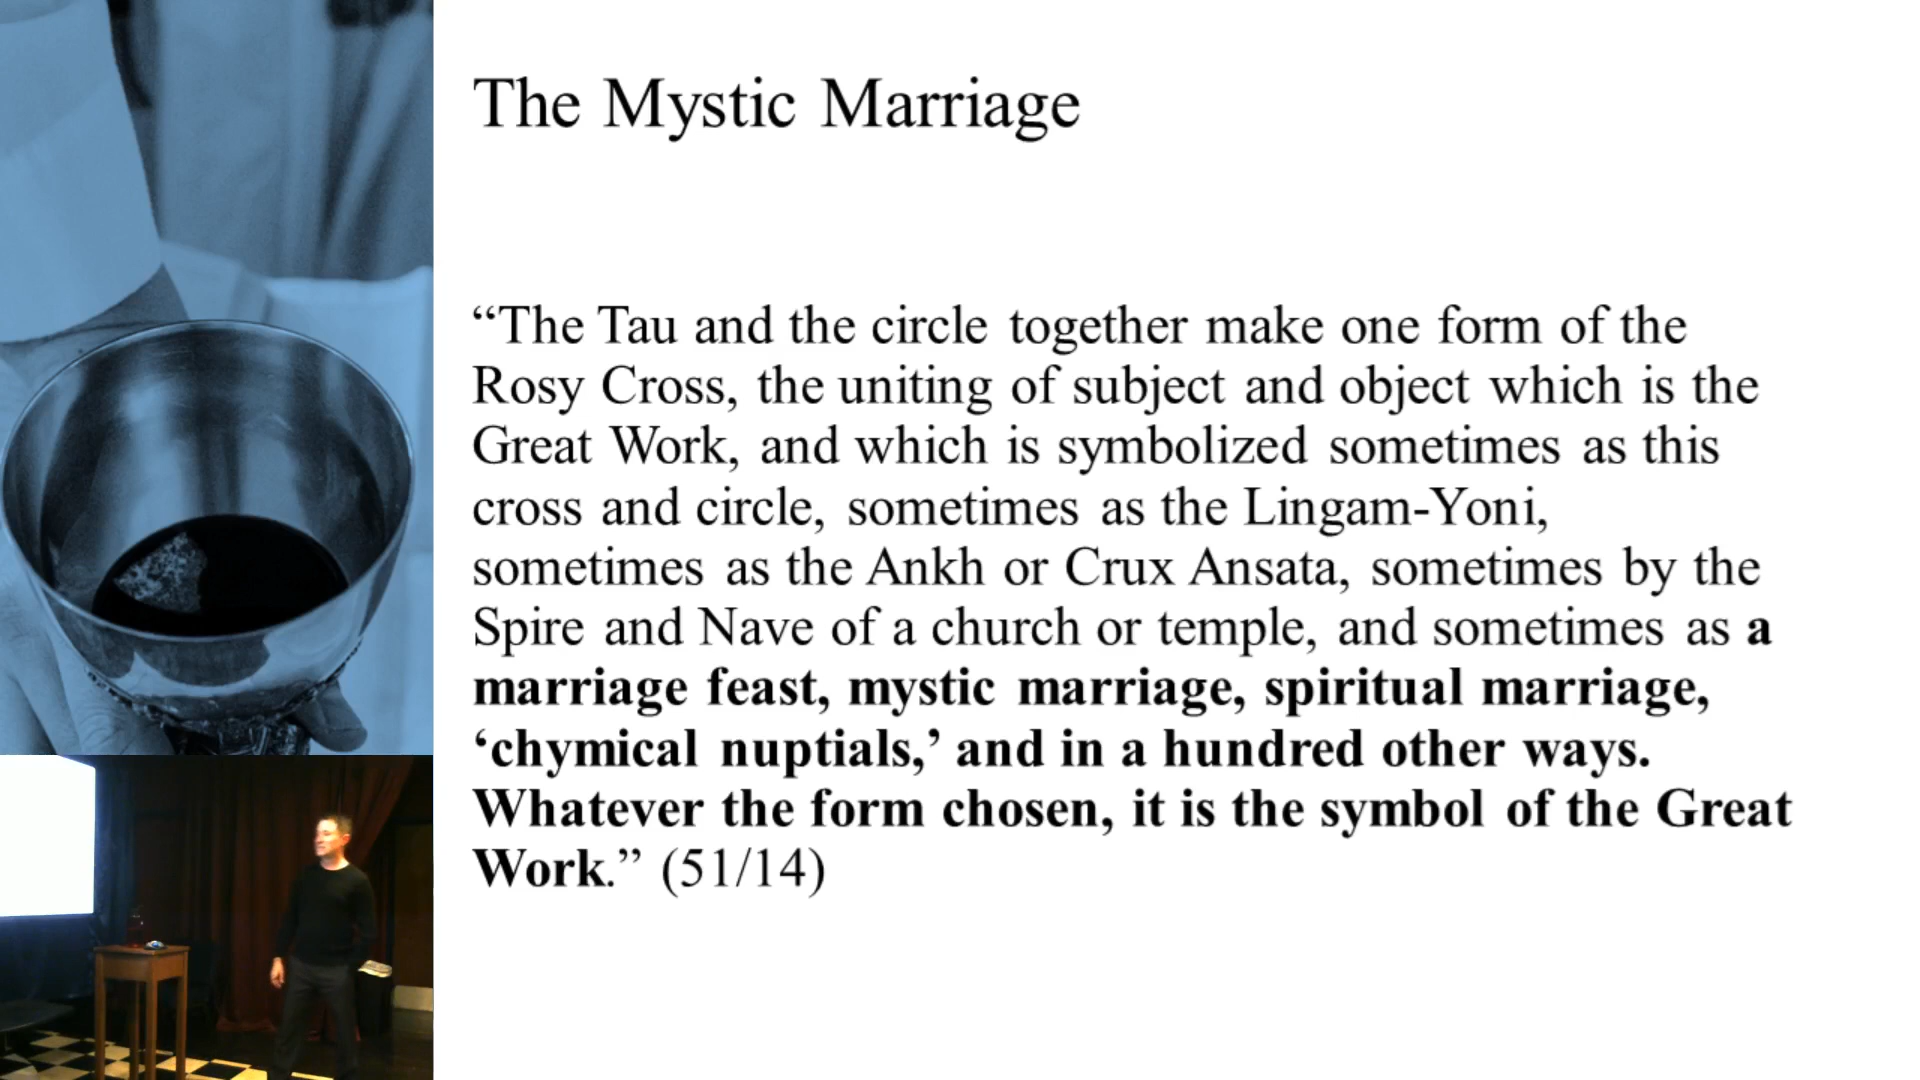 The Mystic Marriage
“The Tau and the circle together make one form of the
Rosy Cross, the uniting of subject and object which is the
Great Work, and which is symbolized sometimes as this
cross and circle, sometimes as the Lingam-Yoni,
sometimes as the Ankh or Crux Ansata, sometimes by the
Spire and Nave of a church or temple, and sometimes as a
marriage feast, mystic marriage, spiritual marriage,
‘chymical nuptials,’ and in a hundred other ways.
Whatever the form chosen, it is the symbol of the Great
Work.” (51/14)